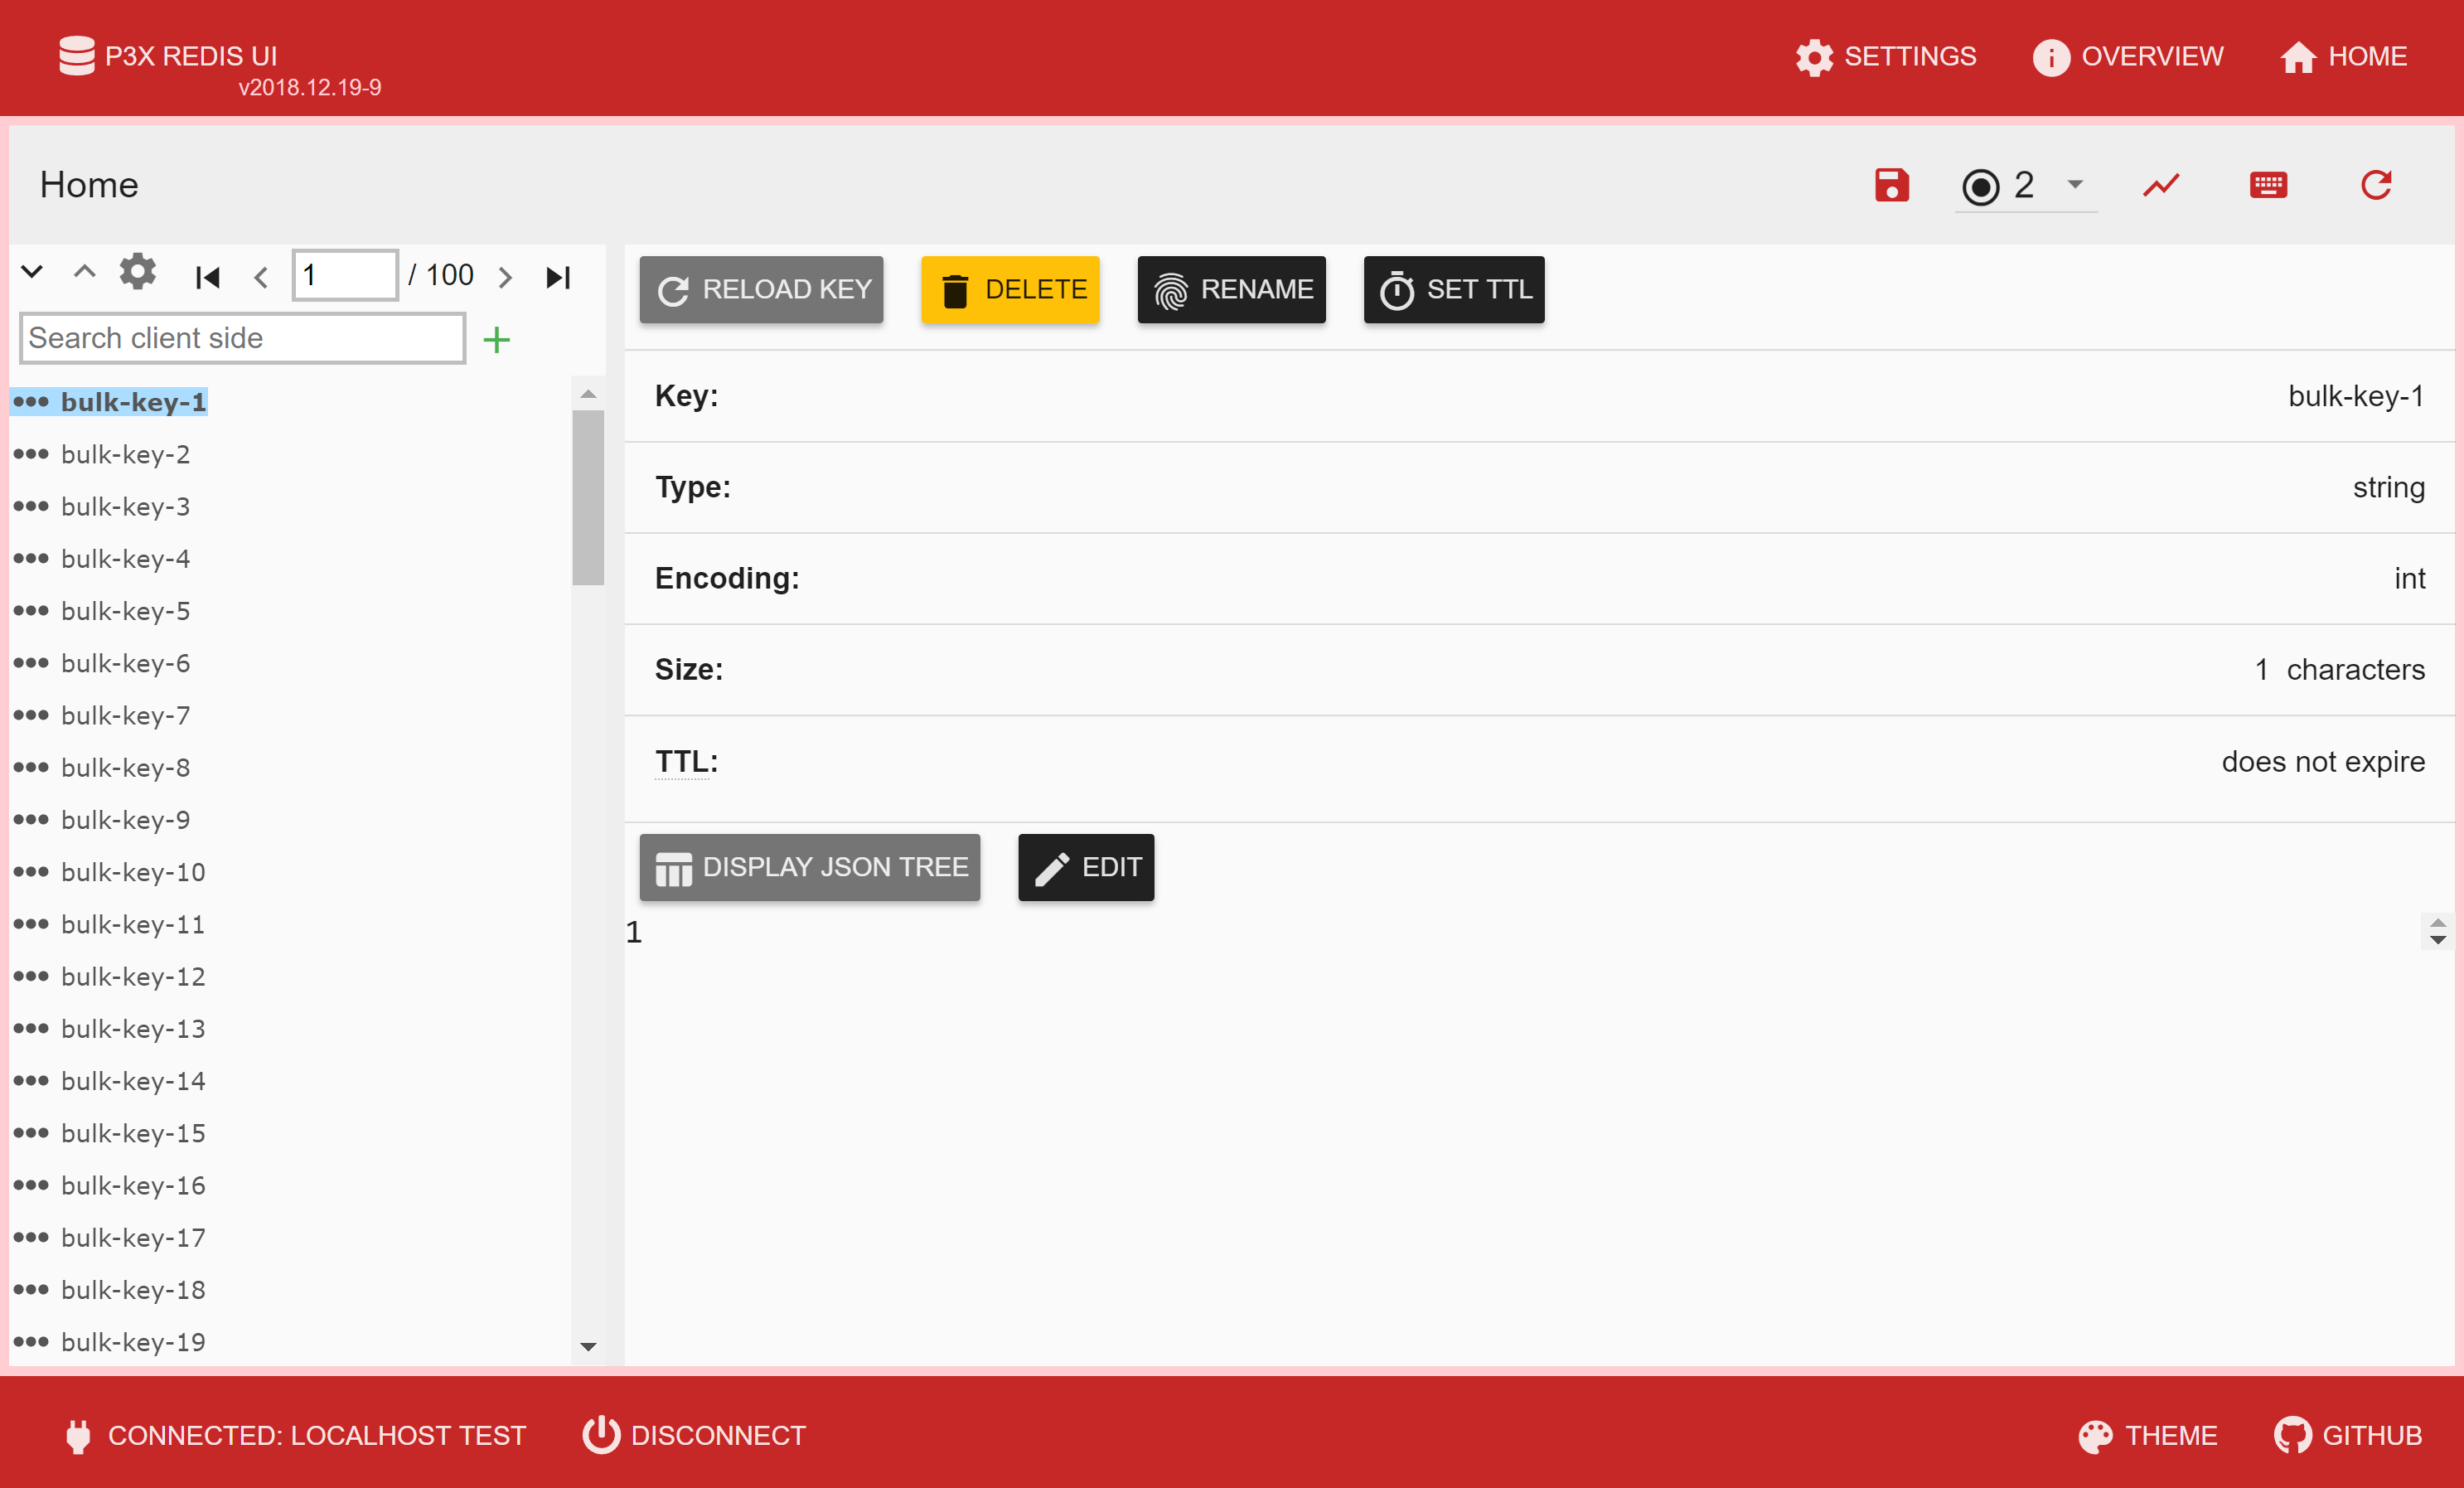 P3X REDIS UI
v2018.12.19-9
SETTINGS
OVERVIEW
HOME
Home
2
1 / 100
Search client side
bulk-key-1
bulk-key-2
bulk-key-3
bulk-key-4
bulk-key-5
bulk-key-6
bulk-key-7
bulk-key-8
bulk-key-9
bulk-key-10
bulk-key-11
bulk-key-12
bulk-key-13
bulk-key-14
bulk-key-15
bulk-key-16
bulk-key-17
bulk-key-18
bulk-key-19
RELOAD KEY
DELETE
RENAME
SET TTL
Key: bulk-key-1
Type: string
Encoding: int
Size: 1 characters
TTL: does not expire
DISPLAY JSON TREE
EDIT
1
CONNECTED: LOCALHOST TEST
DISCONNECT
THEME
GITHUB